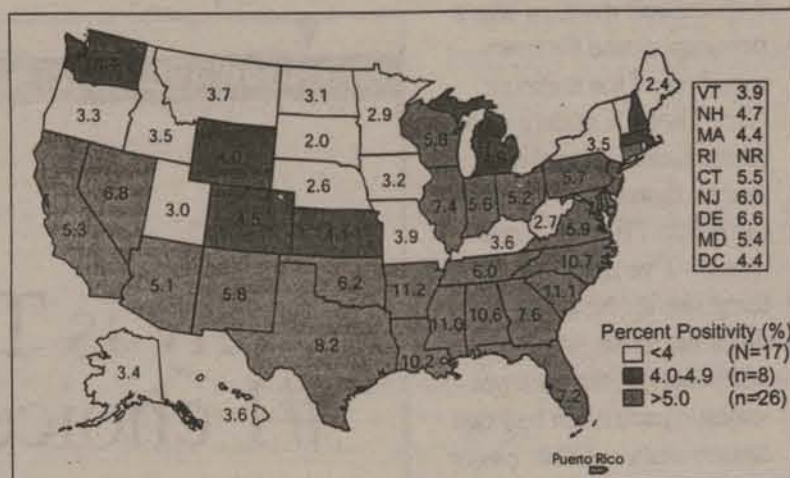 2.4
3.7
3.1
2.9
3.3
3.5
2.0
3.5
VT 3.9
NH 4.7
MA 4.4
RI NR
CT 5.5
NJ 6.0
DE 6.6
MD 5.4
DC 4.4
5.8
4.0
2.6
3.2
5.7
6.8
3.0
4.5
7.4
5.6
5.2
2.7
5.9
5.3
3.9
3.6
5.1
5.8
6.2
11.2
6.0
10.7
11.1
8.2
11.0
10.6
7.6
10.2
7.2
3.4
3.6
Percent Positivity (%)
<4 (N=17)
4.0-4.9 (n=8)
>5.0 (n=26)
Puerto Rico